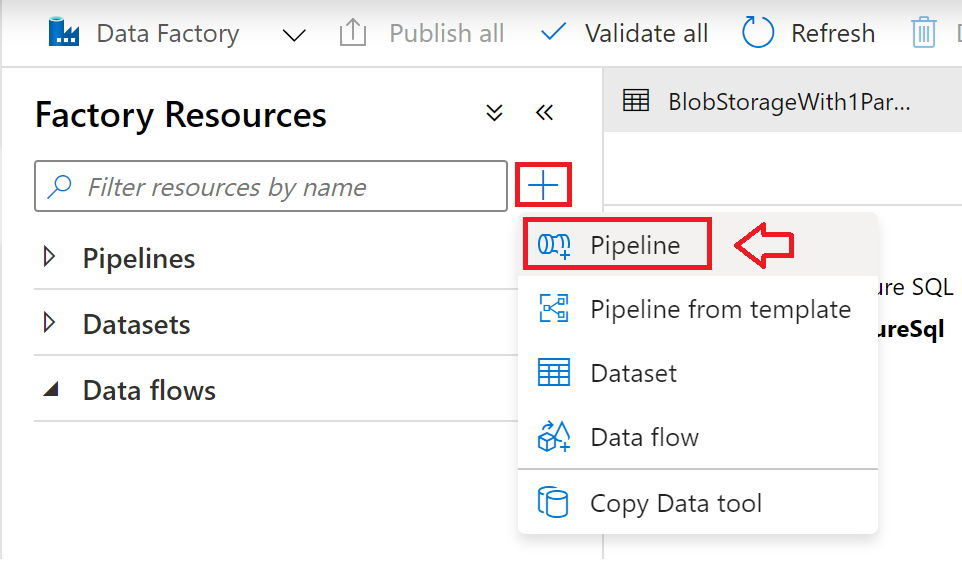 Data Factory Publish all Validate all Refresh
Factory Resources
BlobStorageWith1Par...
Filter resources by name
Pipelines
Datasets
Data flows
Pipeline
Pipeline from template
Dataset
Data flow
Copy Data tool
ure SQL
ureSql